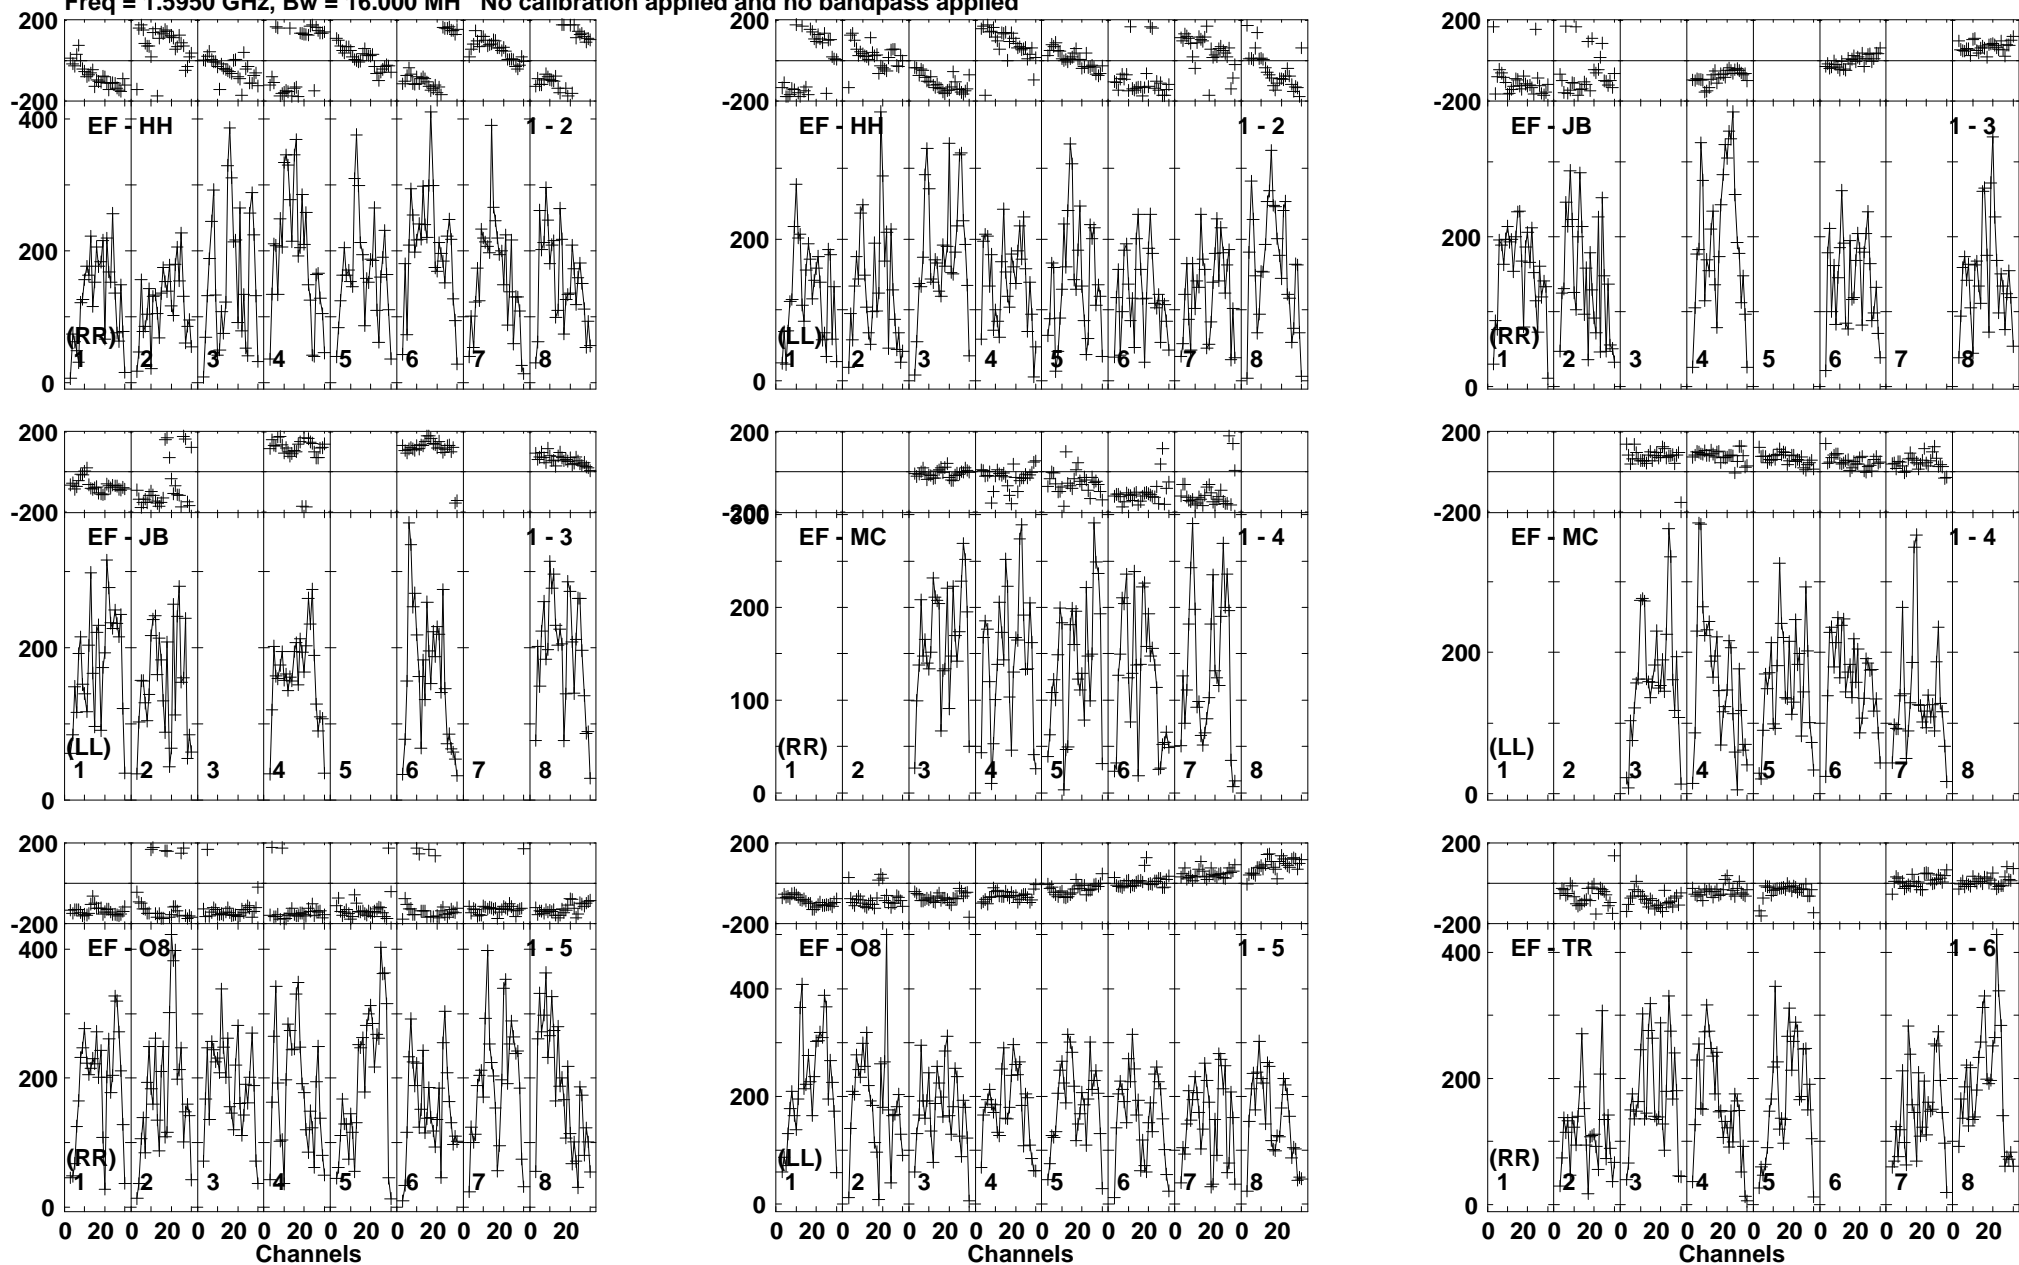 Freq = 1.5950 GHz, Bw = 16.000 MH No calibration applied and no bandpass applied
200 200 200
-200 -200 -200
400 EF - HH 1 - 2 EF - HH 1 - 2 EF - JB 1 - 3
200 200 200
(RR) (LL) (RR)
1 2 3 4 5 6 7 8 1 2 3 4 5 6 7 8 1 2 3 4 5 6 7 8
0 0 0
200 200 200
-200 -200 -200
300
EF - JB 1 - 3 EF - MC 1 - 4 EF - MC 1 - 4
200 200 200
100
(LL) (RR) (LL)
1 2 3 4 5 6 7 8 1 2 3 4 5 6 7 8 1 2 3 4 5 6 7 8
0 0 0
200 200 200
-200 -200 -200
400 EF - O8 1 - 5 400 EF - O8 1 - 5 400 EF - TR 1 - 6
200 200 200
(RR) (LL) (RR)
1 2 3 4 5 6 7 8 1 2 3 4 5 6 7 8 1 2 3 4 5 6 7 8
0 0 0
0 20 0 20 0 20 0 20 0 20 0 20 0 20 0 20 0 20 0 20 0 20 0 20 0 20 0 20 0 20 0 20 0 20 0 20 0 20 0 20 0 20 0 20 0 20 0 20
Channels Channels Channels